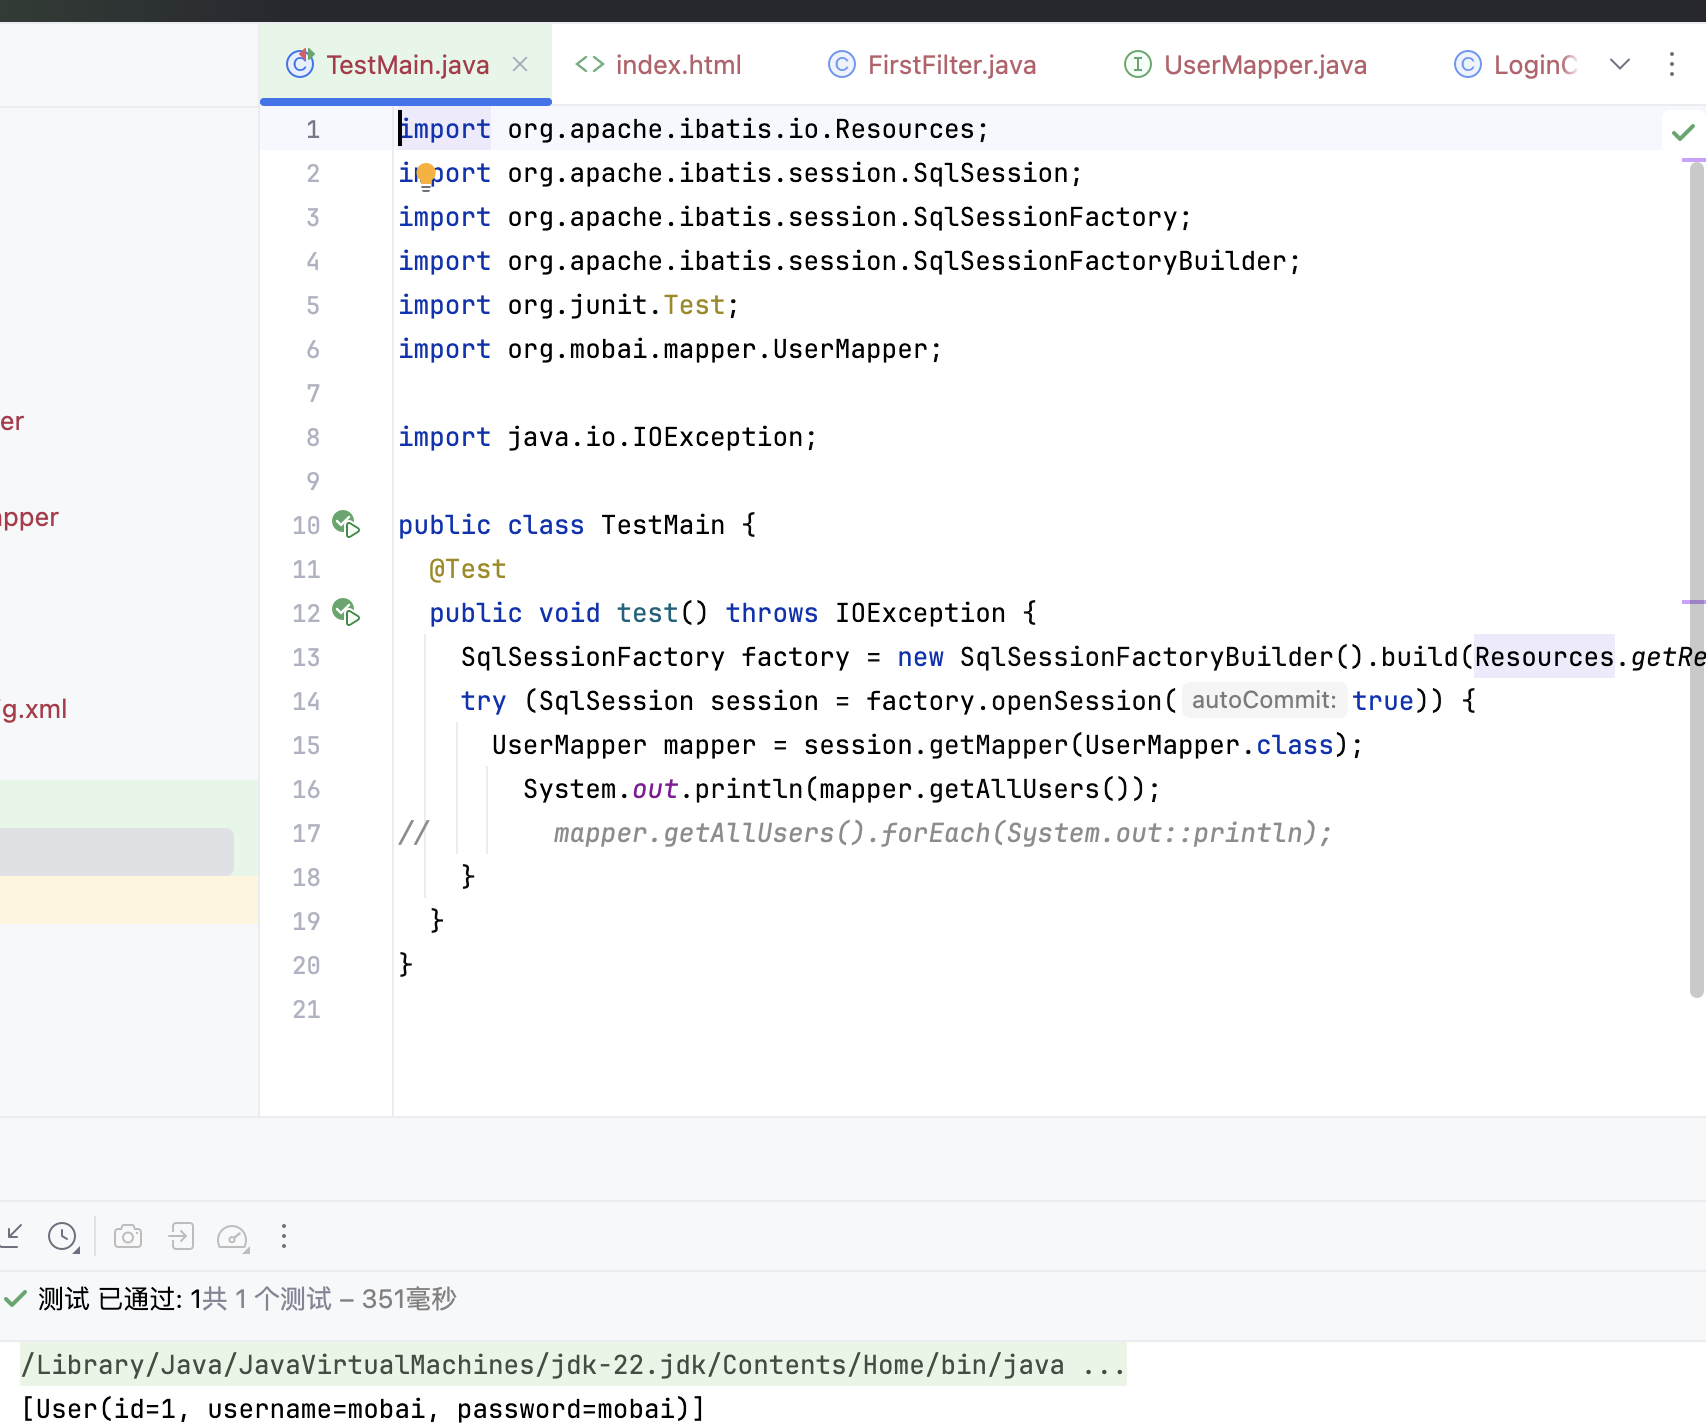 TestMain.java
index.html
FirstFilter.java
UserMapper.java
LoginC
er
pper
g.xml
1 import org.apache.ibatis.io.Resources;
2 import org.apache.ibatis.session.SqlSession;
3 import org.apache.ibatis.session.SqlSessionFactory;
4 import org.apache.ibatis.session.SqlSessionFactoryBuilder;
5 import org.junit.Test;
6 import org.mobai.mapper.UserMapper;
7
8 import java.io.IOException;
9
10 public class TestMain {
11 @Test
12 public void test() throws IOException {
13 SqlSessionFactory factory = new SqlSessionFactoryBuilder().build(Resources.getRe
14 try (SqlSession session = factory.openSession( autoCommit: true)) {
15 UserMapper mapper = session.getMapper(UserMapper.class);
16 System.out.println(mapper.getAllUsers());
17 // mapper.getAllUsers().forEach(System.out::println);
18 }
19 }
20 }
21
测试 已通过: 1共 1 个测试 – 351毫秒
/Library/Java/JavaVirtualMachines/jdk-22.jdk/Contents/Home/bin/java ...
[User(id=1, username=mobai, password=mobai)]